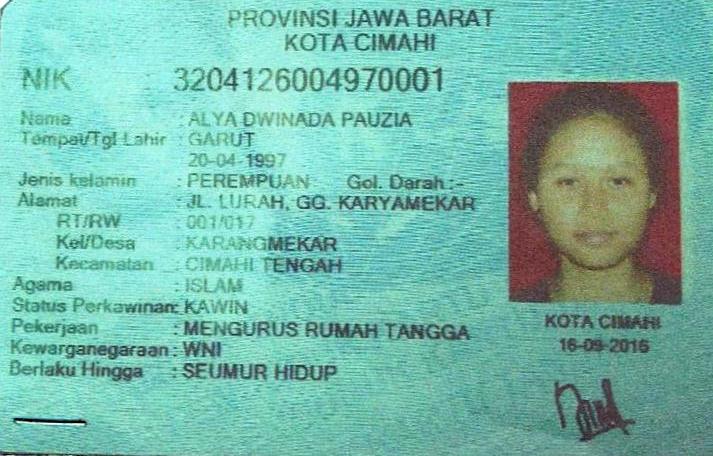 PROVINSI JAWA BARAT
KOTA CIMAHI
NIK 3204126004970001
Nama : ALYA DWINADA PAUZIA
Tempat/Tgl Lahir : GARUT
20-04-1997
Jenis kelamin : PEREMPUAN Gol. Darah :-
Alamat : JL. LURAH, GG. KARYAMEKAR
RT/RW : 001/017
Kel/Desa : KARANGMEKAR
Kecamatan : CIMAHI TENGAH
Agama : ISLAM
Status Perkawinan: KAWIN
Pekerjaan : MENGURUS RUMAH TANGGA
Kewarganegaraan : WNI
Berlaku Hingga : SEUMUR HIDUP
KOTA CIMAHI
16-09-2016